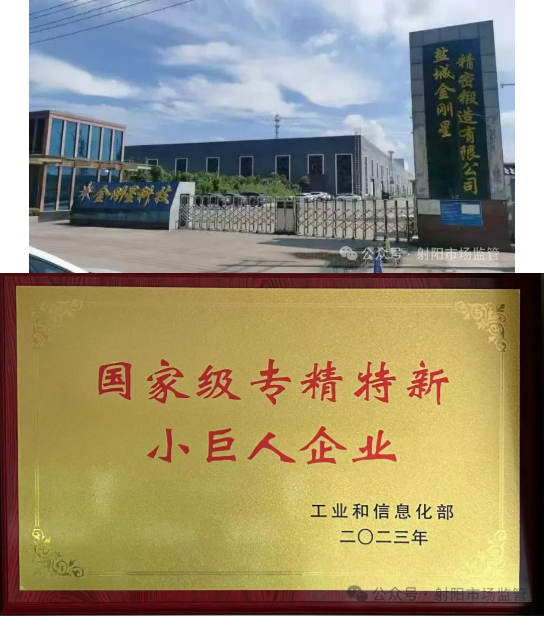 盐城金刚星
精密锻造有限公司
金刚星科技
公众号·射阳市场监管
国家级专精特新
小巨人企业
工业和信息化部
二〇二三年
公众号·射阳市场监管